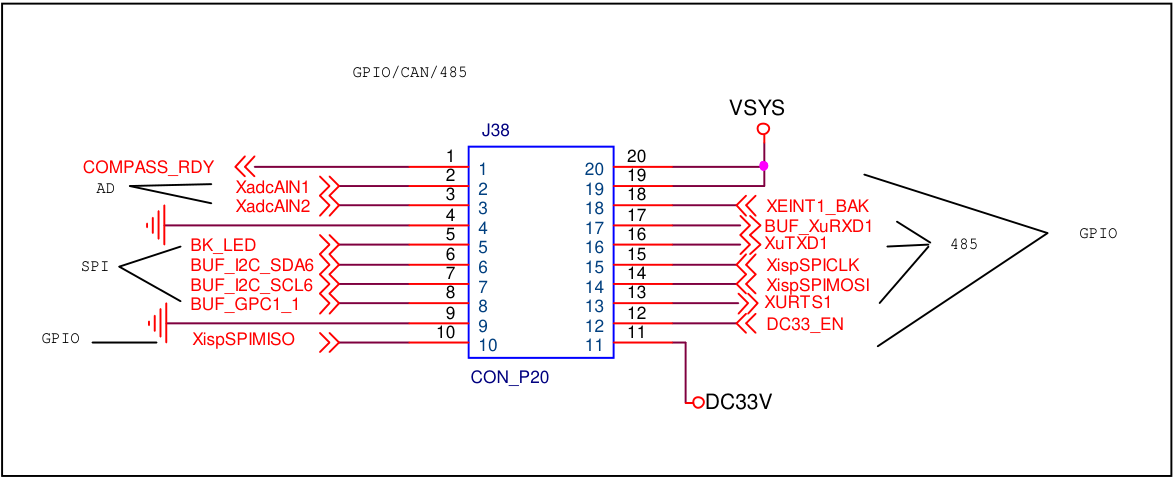 GPIO/CAN/485
VSYS
J38
COMPASS_RDY 1 1 20 20
AD XadcAIN1 2 2 19 19
XadcAIN2 3 3 18 18 XEINT1_BAK
4 4 17 17 BUF_XuRXD1
BK_LED 5 5 16 16 XuTXD1 485 GPIO
SPI BUF_I2C_SDA6 6 6 15 15 XispSPICLK
BUF_I2C_SCL6 7 7 14 14 XispSPIMOSI
BUF_GPC1_1 8 8 13 13 XURTS1
9 9 12 12 DC33_EN
GPIO XispSPIMISO 10 10 11 11
CON_P20
DC33V